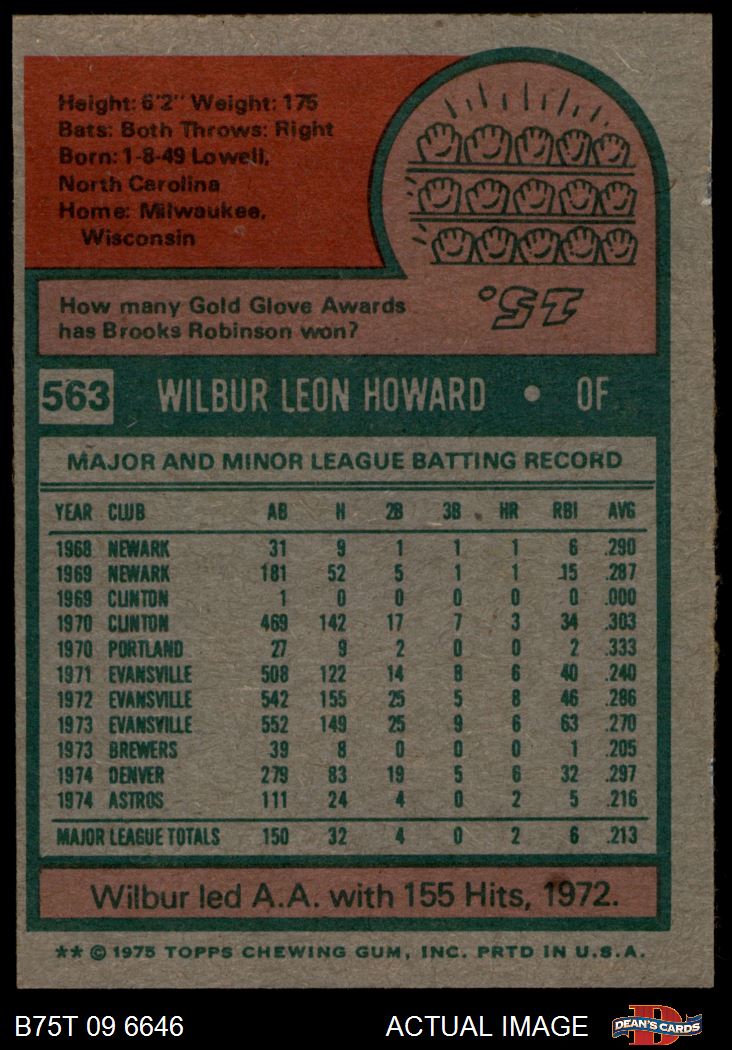 Height: 6'2" Weight: 175
Bats: Both Throws: Right
Born: 1-8-49 Lowell,
North Carolina
Home: Milwaukee,
Wisconsin
How many Gold Glove Awards
has Brooks Robinson won?
15.
563 WILBUR LEON HOWARD • OF
MAJOR AND MINOR LEAGUE BATTING RECORD
YEAR CLUB AB H 2B 3B HR RBI AVG
1968 NEWARK 31 9 1 1 1 6 .290
1969 NEWARK 181 52 5 1 1 15 .287
1969 CLINTON 1 0 0 0 0 0 .000
1970 CLINTON 469 142 17 7 3 34 .303
1970 PORTLAND 27 9 2 0 0 2 .333
1971 EVANSVILLE 508 122 14 8 6 40 .240
1972 EVANSVILLE 542 155 25 5 8 46 .286
1973 EVANSVILLE 552 149 25 9 6 63 .270
1973 BREWERS 39 8 0 0 0 1 .205
1974 DENVER 279 83 19 5 6 32 .297
1974 ASTROS 111 24 4 0 2 5 .216
MAJOR LEAGUE TOTALS 150 32 4 0 2 6 .213
Wilbur led A.A. with 155 Hits, 1972.
** © 1975 TOPPS CHEWING GUM, INC. PRTD IN U.S.A.
B75T 09 6646 ACTUAL IMAGE D DEAN'S CARDS